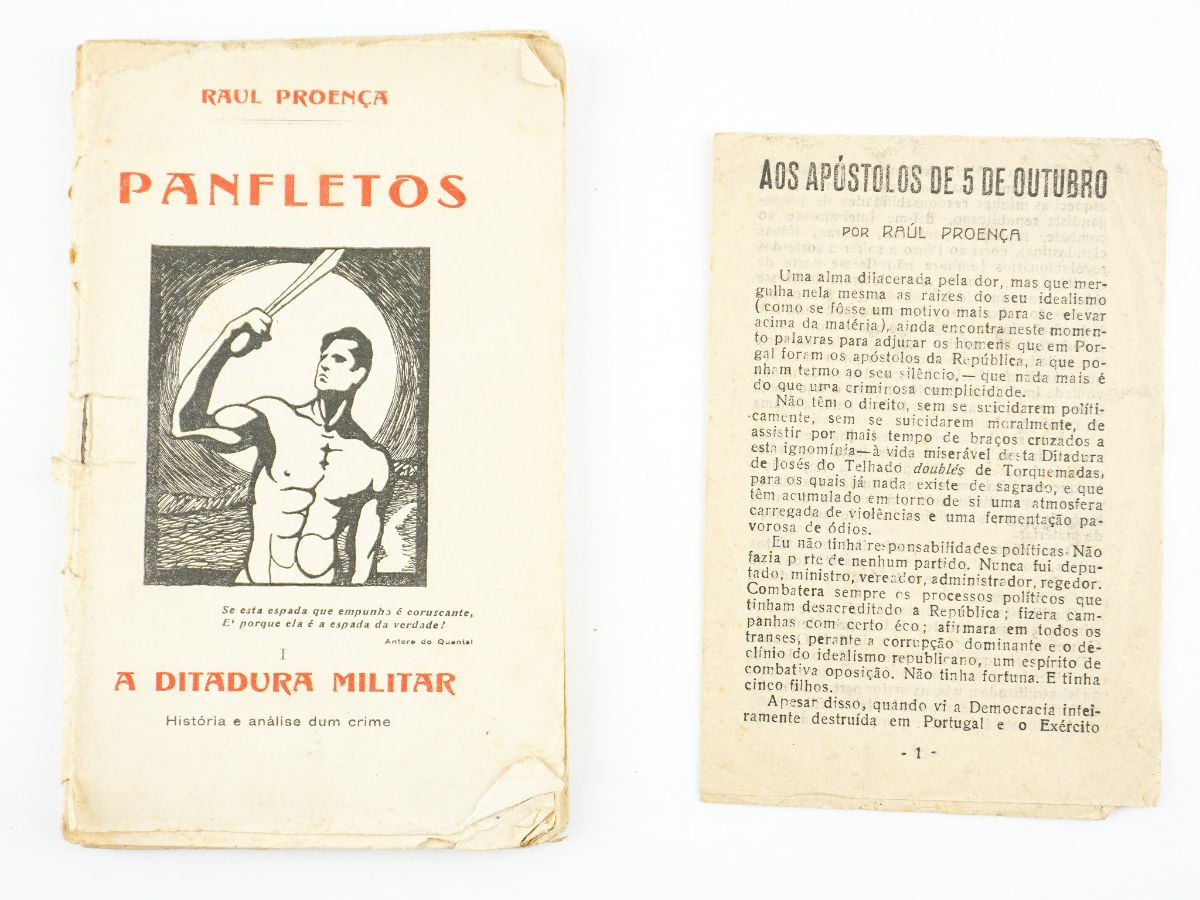 RAUL PROENÇA
PANFLETOS
Se esta espada que empunho é coruscante,
E' porque ela é a espada da verdade!
Antero do Quental
I
A DITADURA MILITAR
História e análise dum crime
AOS APÓSTOLOS DE 5 DE OUTUBRO
POR RAÚL PROENÇA
Uma alma dilacerada pela dor, mas que mer-
gulha nela mesma as raízes do seu idealismo
(como se fôsse um motivo mais para se elevar
acima da matéria), ainda encontra neste momen-
to palavras para adjurar os homens que em Por-
gal foram os apóstolos da República, a que po-
nham termo ao seu silêncio,— que nada mais é
do que uma criminosa cumplicidade.
Não têm o direito, sem se suicidarem políti-
camente, sem se suicidarem moralmente, de
assistir por mais tempo de braços cruzados a
esta ignomínia—à vida miserável desta Ditadura
de Josés do Telhado doublés de Torquemadas,
para os quais já nada existe de sagrado, e que
têm acumulado em torno de si uma atmosfera
carregada de violências e uma fermentação pa-
vorosa de ódios.
Eu não tinha responsabilidades políticas. Não
fazia p rte de nenhum partido. Nunca fui depu-
tado, ministro, vereador, administrador, regedor.
Combatera sempre os processos políticos que
tinham desacreditado a República; fizera cam-
panhas com certo éco; afirmara em todos os
transes, perante a corrupção dominante e o de-
clínio do idealismo republicano, um espírito de
combativa oposição. Não tinha fortuna. E tinha
cinco filhos.
Apesar disso, quando vi a Democracia intei-
ramente destruída em Portugal e o Exército
- 1 -